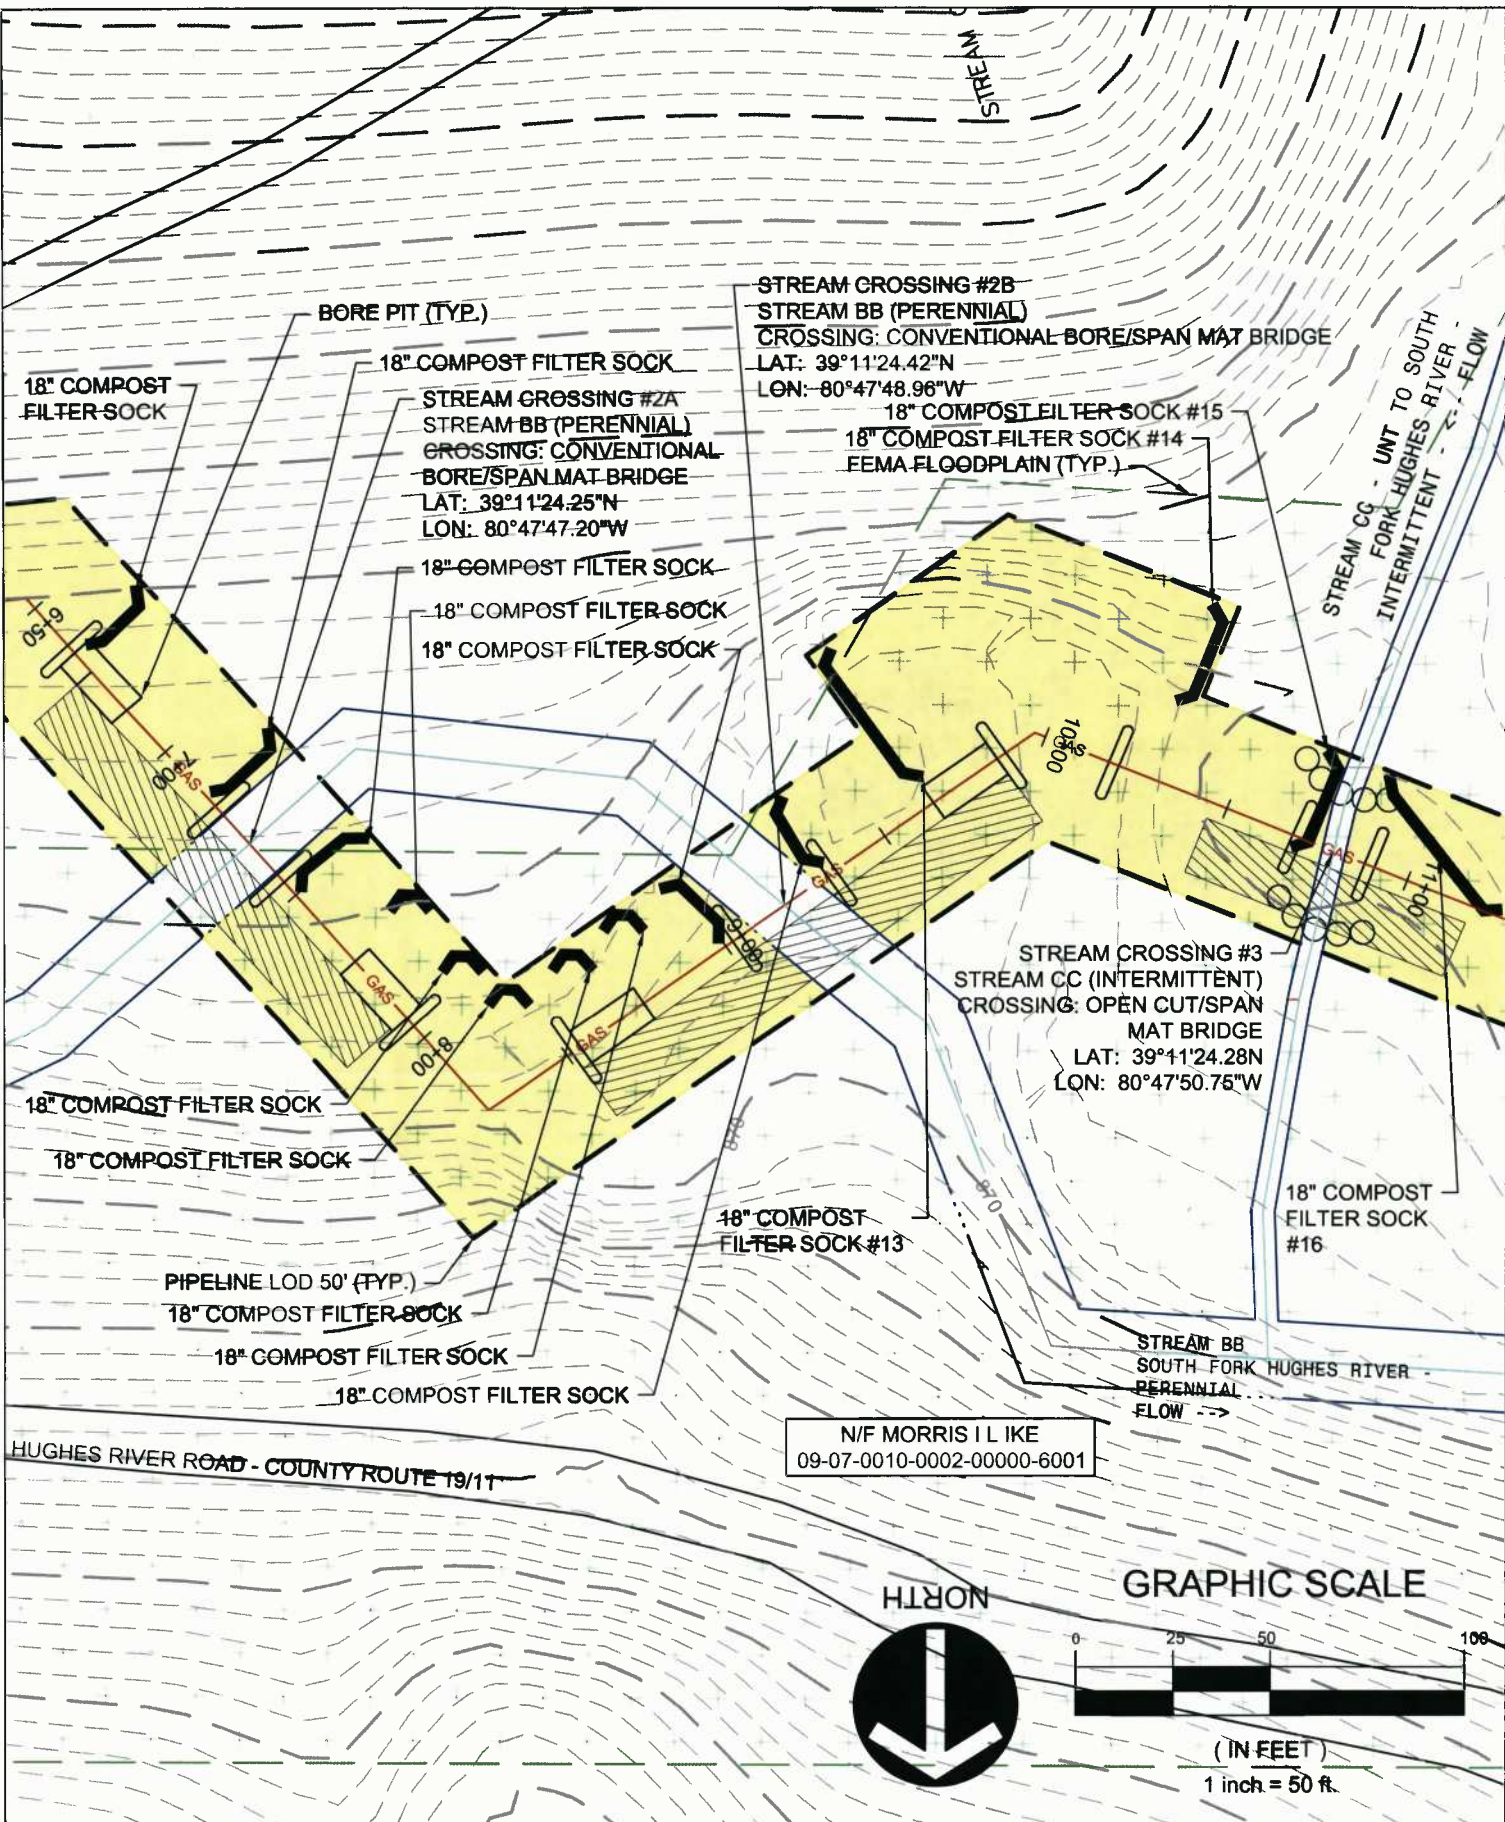 STREAM
BORE PIT (TYP.)
18" COMPOST FILTER SOCK
18" COMPOST
FILTER SOCK
STREAM CROSSING #2A
STREAM BB (PERENNIAL)
CROSSING: CONVENTIONAL
BORE/SPAN MAT BRIDGE
LAT: 39°11'24.25"N
LON: 80°47'47.20"W
STREAM CROSSING #2B
STREAM BB (PERENNIAL)
CROSSING: CONVENTIONAL BORE/SPAN MAT BRIDGE
LAT: 39°11'24.42"N
LON: 80°47'48.96"W
18" COMPOST FILTER SOCK #15
18" COMPOST FILTER SOCK #14
FEMA FLOODPLAIN (TYP.)
STREAM CC - UNT TO SOUTH
FORK HUGHES RIVER -
INTERMITTENT - <-- FLOW
18" COMPOST FILTER SOCK
18" COMPOST FILTER SOCK
18" COMPOST FILTER SOCK
6+50
7+00
GAS
GAS
8+00
GAS
9+00
GAS
10+00
GAS
GAS
11+00
STREAM CROSSING #3
STREAM CC (INTERMITTENT)
CROSSING: OPEN CUT/SPAN
MAT BRIDGE
LAT: 39°11'24.28N
LON: 80°47'50.75"W
18" COMPOST FILTER SOCK
18" COMPOST FILTER SOCK
870
870
18" COMPOST
FILTER SOCK #13
18" COMPOST
FILTER SOCK
#16
PIPELINE LOD 50' (TYP.)
18" COMPOST FILTER SOCK
18" COMPOST FILTER SOCK
18" COMPOST FILTER SOCK
STREAM BB
SOUTH FORK HUGHES RIVER -
PERENNIAL
FLOW -->
N/F MORRIS I L IKE
09-07-0010-0002-00000-6001
HUGHES RIVER ROAD - COUNTY ROUTE 19/11
NORTH
GRAPHIC SCALE
0 25 50 100
( IN FEET )
1 inch = 50 ft.